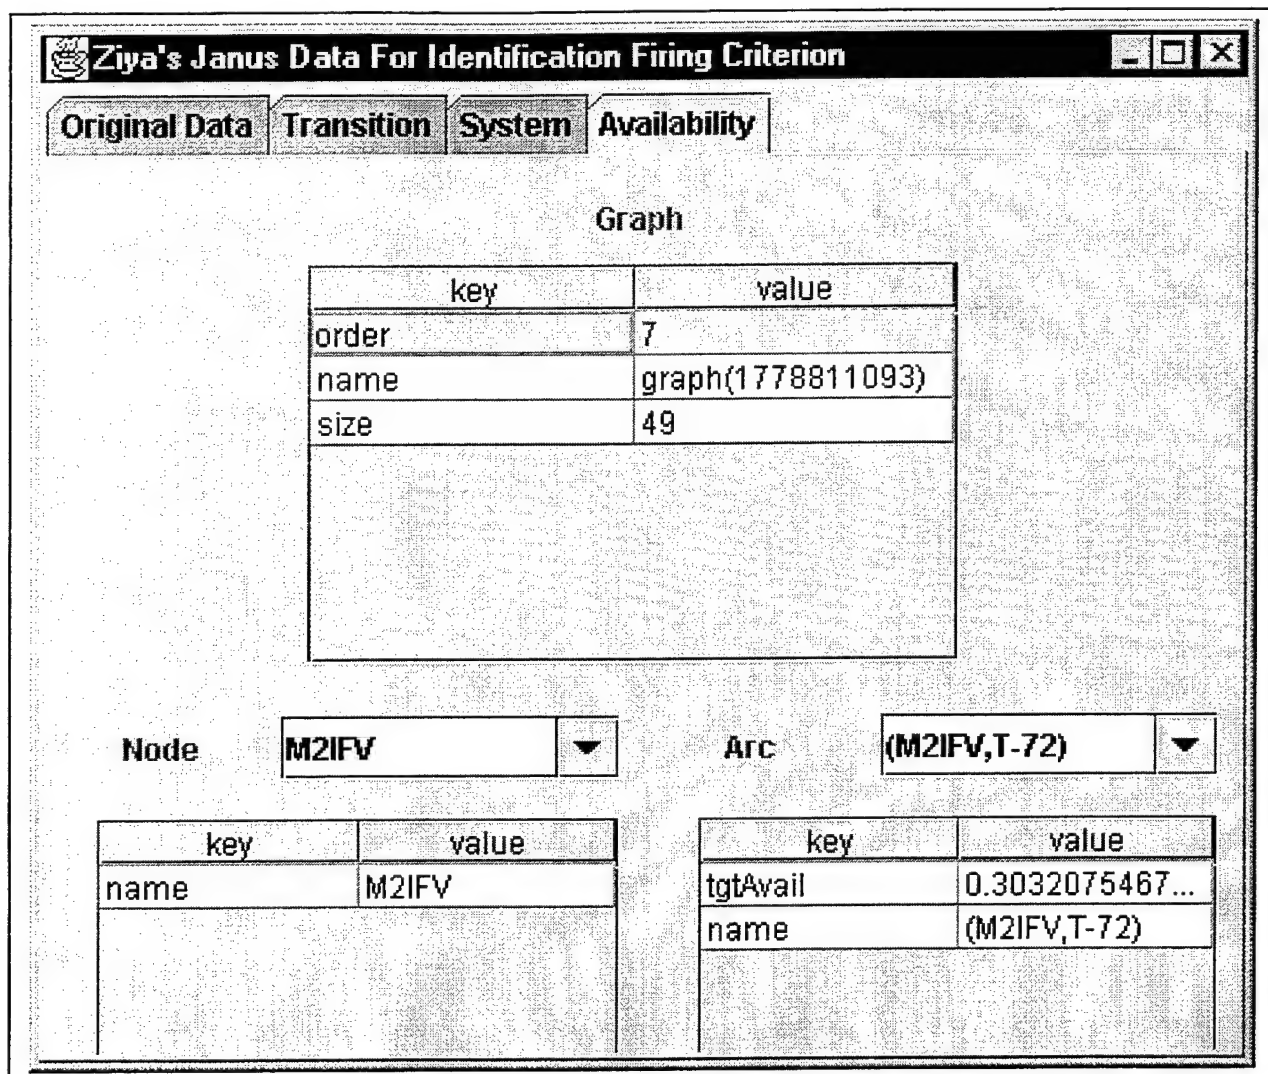 Ziya's Janus Data For Identification Firing Criterion
Original Data Transition System Availability
Graph
key value
order 7
name graph(1778811093)
size 49
Node M2IFV Arc (M2IFV,T-72)
key value
name M2IFV
key value
tgtAvail 0.3032075467...
name (M2IFV,T-72)